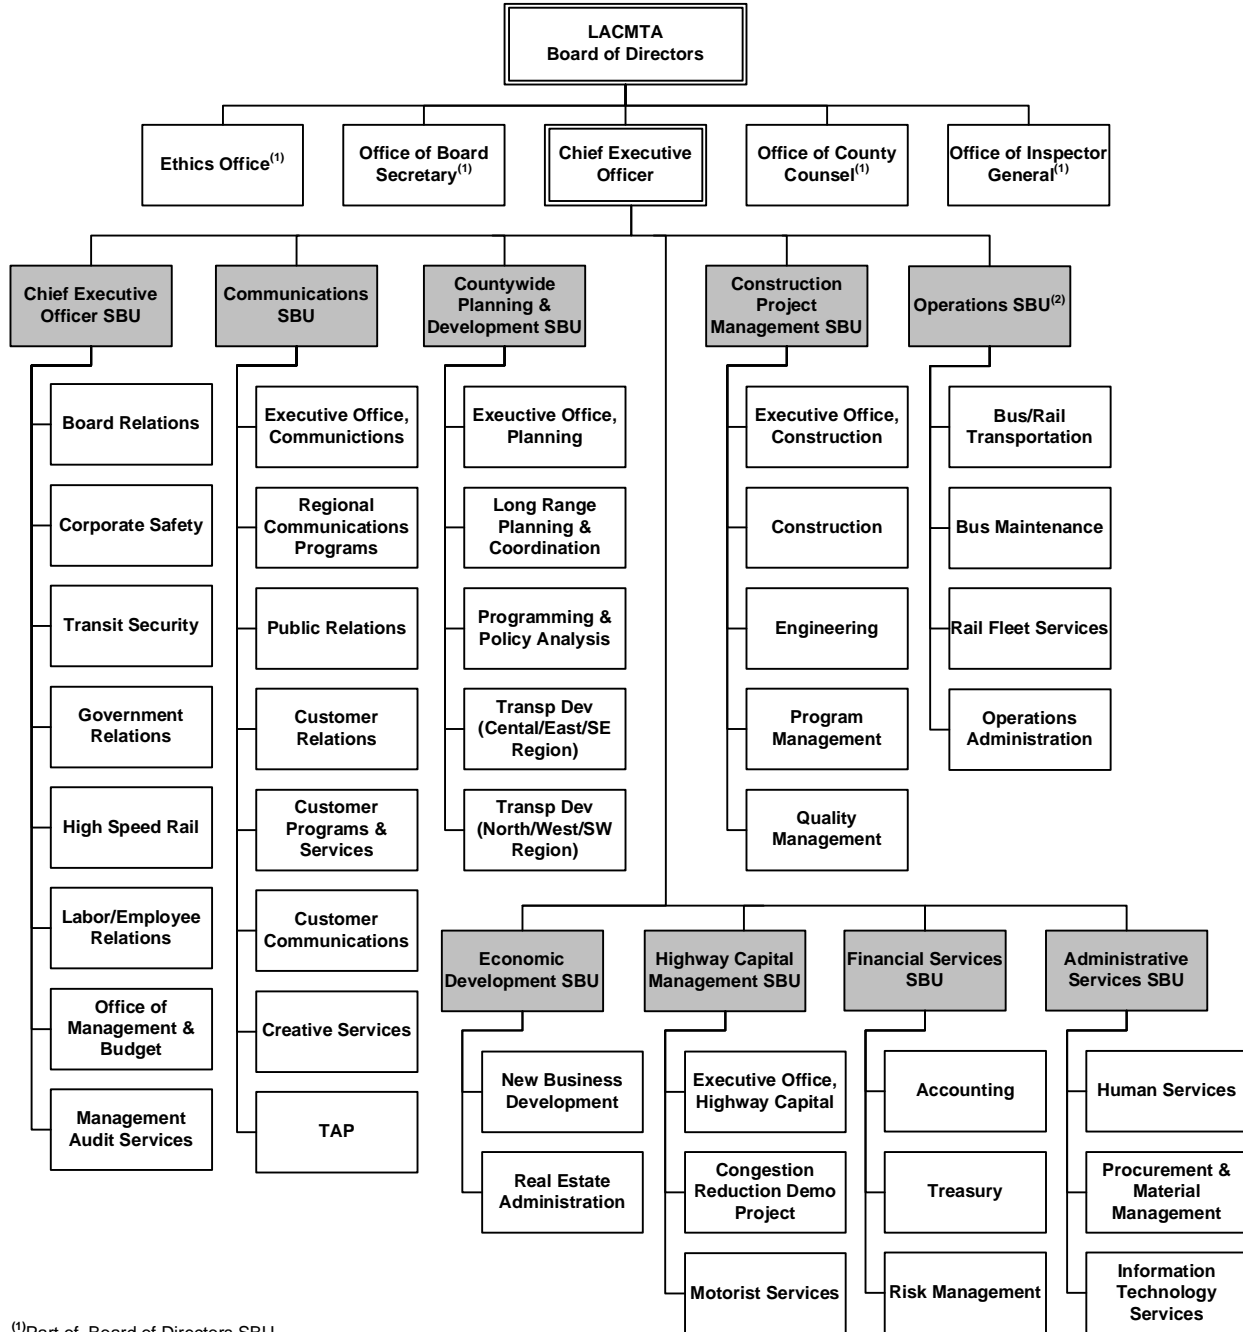 LACMTA
Board of Directors
Ethics Office(1)
Office of Board
Secretary(1)
Chief Executive
Officer
Office of County
Counsel(1)
Office of Inspector
General(1)
Chief Executive
Officer SBU
Communications
SBU
Countywide
Planning &
Development SBU
Construction
Project
Management SBU
Operations SBU(2)
Board Relations
Corporate Safety
Transit Security
Government
Relations
High Speed Rail
Labor/Employee
Relations
Office of
Management &
Budget
Management
Audit Services
Executive Office,
Communictions
Regional
Communications
Programs
Public Relations
Customer
Relations
Customer
Programs &
Services
Customer
Communications
Creative Services
TAP
Exeuctive Office,
Planning
Long Range
Planning &
Coordination
Programming &
Policy Analysis
Transp Dev
(Cental/East/SE
Region)
Transp Dev
(North/West/SW
Region)
Executive Office,
Construction
Construction
Engineering
Program
Management
Quality
Management
Bus/Rail
Transportation
Bus Maintenance
Rail Fleet Services
Operations
Administration
Economic
Development SBU
Highway Capital
Management SBU
Financial Services
SBU
Administrative
Services SBU
New Business
Development
Real Estate
Administration
Executive Office,
Highway Capital
Congestion
Reduction Demo
Project
Motorist Services
Accounting
Treasury
Risk Management
Human Services
Procurement &
Material
Management
Information
Technology
Services
(1)Part of Board of Directors SBU